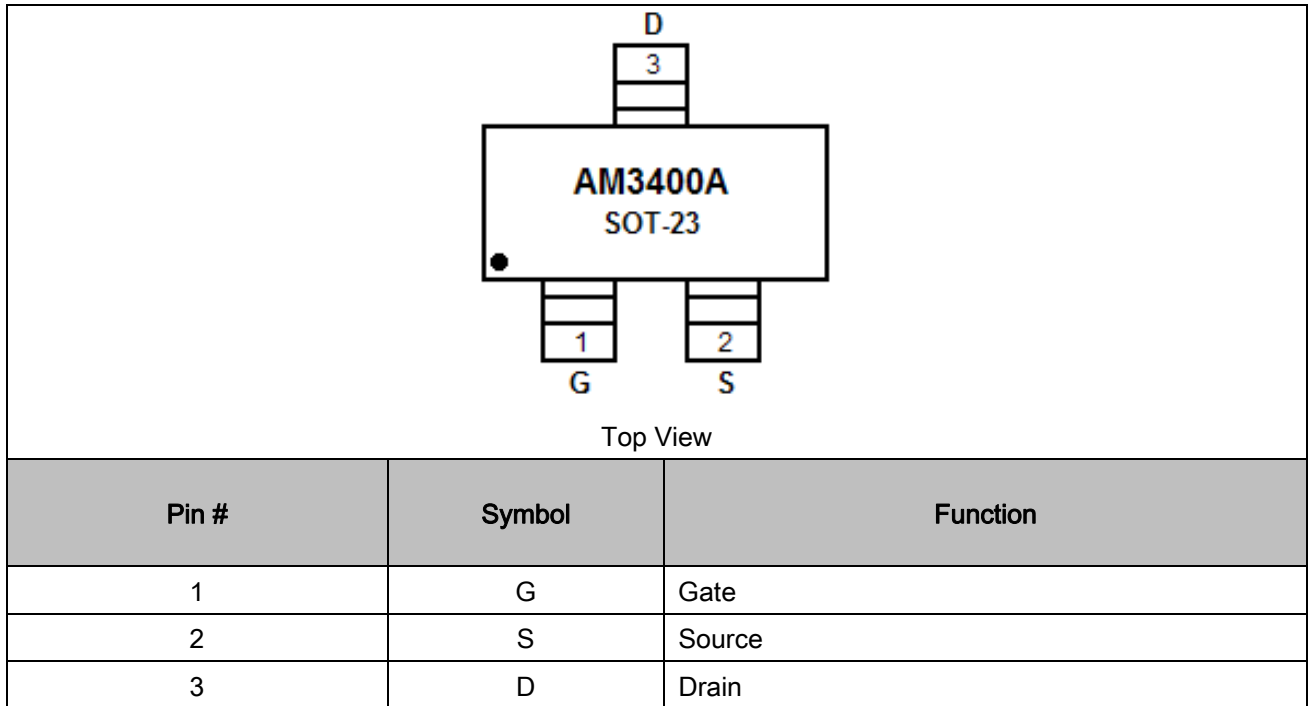 D
3
AM3400A
SOT-23
1 2
G S
Top View
Pin # Symbol Function
1 G Gate
2 S Source
3 D Drain